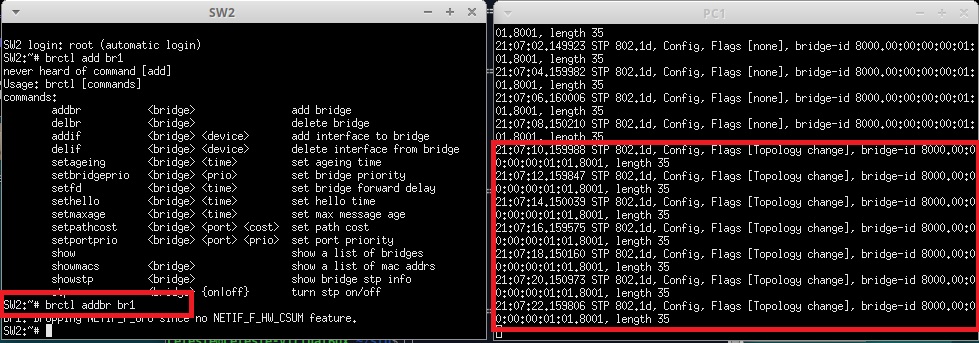 SW2
SW2 login: root (automatic login)
SW2:~# brctl add br1
never heard of command [add]
Usage: brctl [commands]
commands:
addbr <bridge> add bridge
delbr <bridge> delete bridge
addif <bridge> <device> add interface to bridge
delif <bridge> <device> delete interface from bridge
setageing <bridge> <time> set ageing time
setbridgeprio <bridge> <prio> set bridge priority
setfd <bridge> <time> set bridge forward delay
sethello <bridge> <time> set hello time
setmaxage <bridge> <time> set max message age
setpathcost <bridge> <port> <cost> set path cost
setportprio <bridge> <port> <prio> set port priority
show show a list of bridges
showmacs <bridge> show a list of mac addrs
showstp <bridge> show bridge stp info
<bridge> {on|off} turn stp on/off
SW2:~# brctl addbr br1
br1: Dropping NETIF_F_UFO since no NETIF_F_HW_CSUM feature.
SW2:~#
PC1
01.8001, length 35
21:07:02.149923 STP 802.1d, Config, Flags [none], bridge-id 8000.00:00:00:00:01:
01.8001, length 35
21:07:04.159982 STP 802.1d, Config, Flags [none], bridge-id 8000.00:00:00:00:01:
01.8001, length 35
21:07:06.160006 STP 802.1d, Config, Flags [none], bridge-id 8000.00:00:00:00:01:
01.8001, length 35
21:07:08.150210 STP 802.1d, Config, Flags [none], bridge-id 8000.00:00:00:00:01:
01.8001, length 35
21:07:10.159988 STP 802.1d, Config, Flags [Topology change], bridge-id 8000.00:0
0:00:00:01:01.8001, length 35
21:07:12.159847 STP 802.1d, Config, Flags [Topology change], bridge-id 8000.00:0
0:00:00:01:01.8001, length 35
21:07:14.150039 STP 802.1d, Config, Flags [Topology change], bridge-id 8000.00:0
0:00:00:01:01.8001, length 35
21:07:16.159575 STP 802.1d, Config, Flags [Topology change], bridge-id 8000.00:0
0:00:00:01:01.8001, length 35
21:07:18.150160 STP 802.1d, Config, Flags [Topology change], bridge-id 8000.00:0
0:00:00:01:01.8001, length 35
21:07:20.150973 STP 802.1d, Config, Flags [Topology change], bridge-id 8000.00:0
0:00:00:01:01.8001, length 35
21:07:22.159806 STP 802.1d, Config, Flags [Topology change], bridge-id 8000.00:0
0:00:00:01:01.8001, length 35